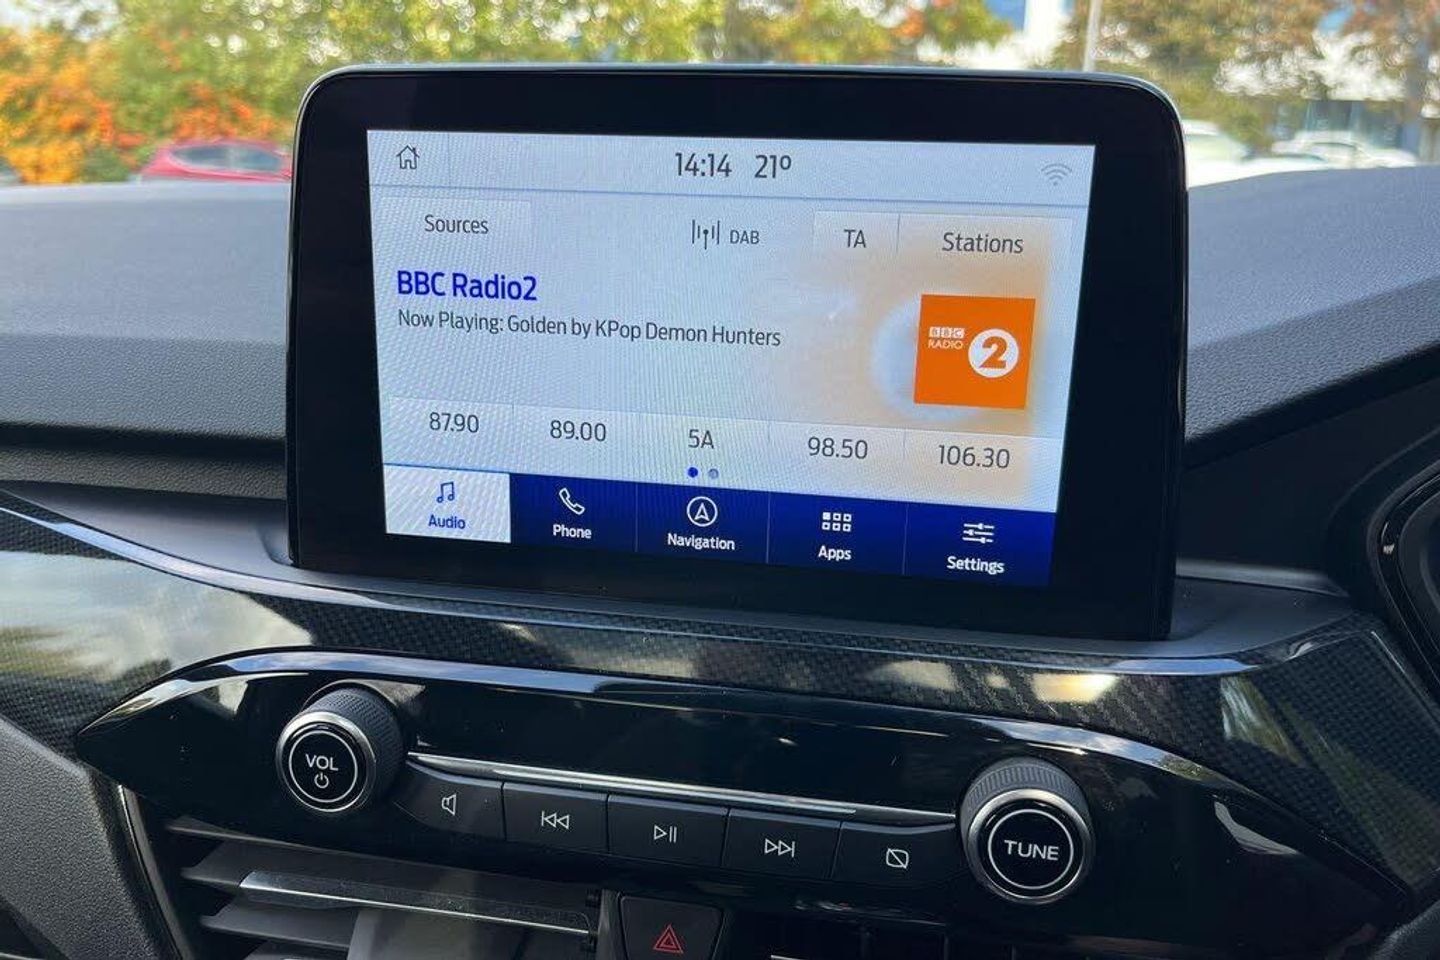 14:14 21°
Sources
DAB
TA
Stations
BBC Radio2
Now Playing: Golden by KPop Demon Hunters
BBC
RADIO
2
87.90
89.00
5A
98.50
106.30
Audio
Phone
Navigation
Apps
Settings
VOL
TUNE